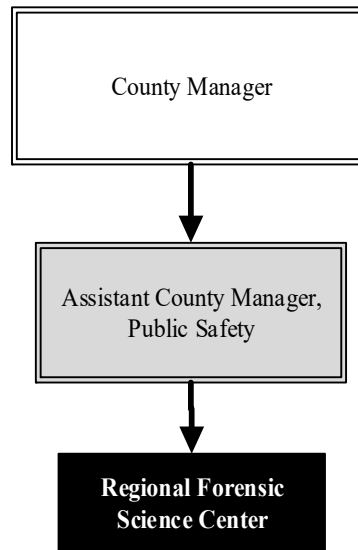 County Manager
Assistant County Manager,
Public Safety
Regional Forensic
Science Center